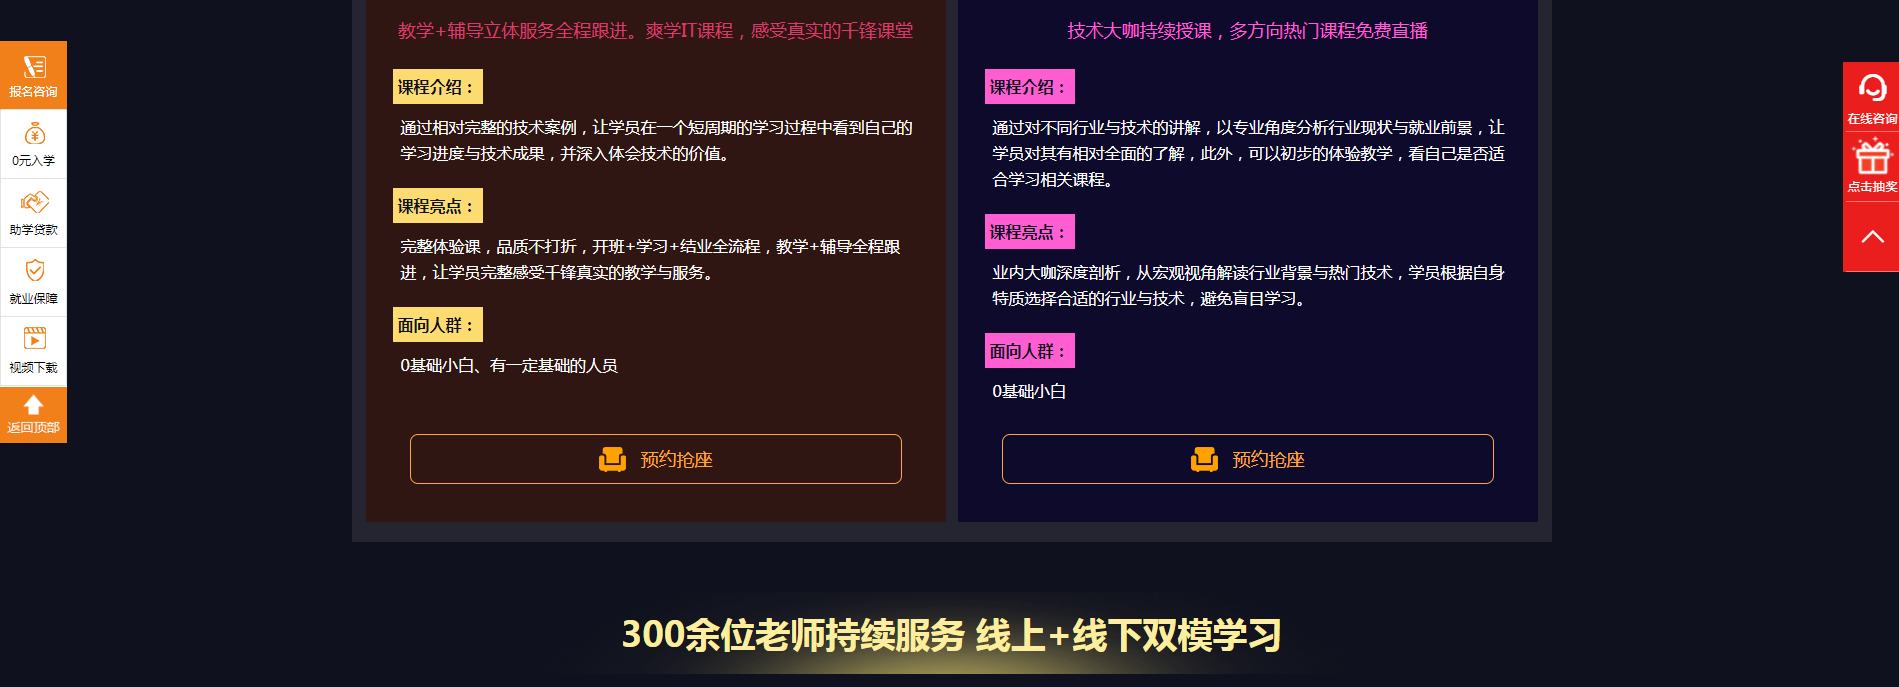 报名咨询
0元入学
助学贷款
就业保障
视频下载
返回顶部
教学+辅导立体服务全程跟进。爽学IT课程，感受真实的千锋课堂
课程介绍：
通过相对完整的技术案例，让学员在一个短周期的学习过程中看到自己的
学习进度与技术成果，并深入体会技术的价值。
课程亮点：
完整体验课，品质不打折，开班+学习+结业全流程，教学+辅导全程跟
进，让学员完整感受千锋真实的教学与服务。
面向人群：
0基础小白、有一定基础的人员
预约抢座
技术大咖持续授课，多方向热门课程免费直播
课程介绍：
通过对不同行业与技术的讲解，以专业角度分析行业现状与就业前景，让
学员对其有相对全面的了解，此外，可以初步的体验教学，看自己是否适
合学习相关课程。
课程亮点：
业内大咖深度剖析，从宏观视角解读行业背景与热门技术，学员根据自身
特质选择合适的行业与技术，避免盲目学习。
面向人群：
0基础小白
预约抢座
在线咨询
点击抽奖
300余位老师持续服务 线上+线下双模学习